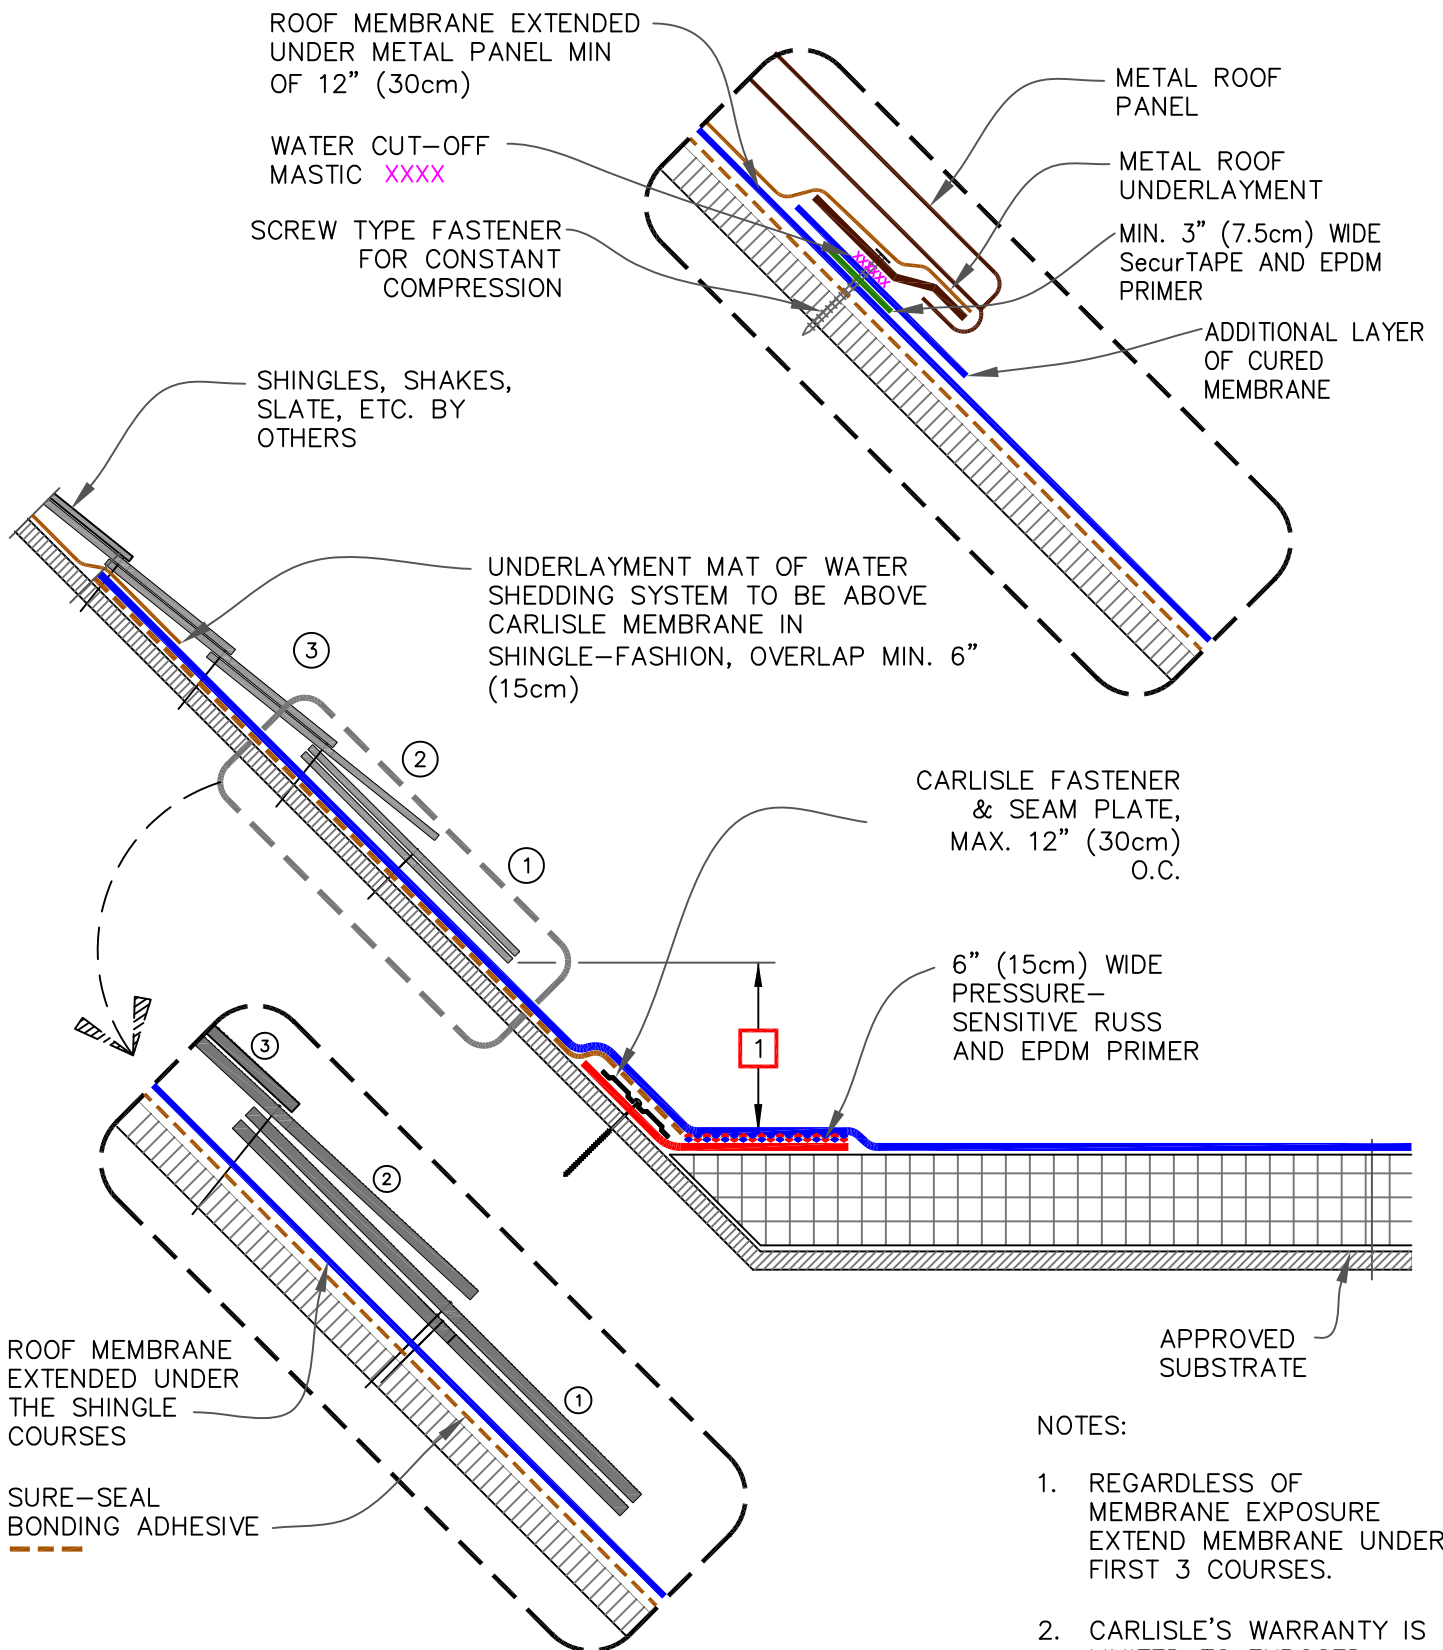 ROOF MEMBRANE EXTENDED
UNDER METAL PANEL MIN
OF 12" (30cm)
WATER CUT-OFF
MASTIC XXXX
SCREW TYPE FASTENER
FOR CONSTANT
COMPRESSION
METAL ROOF
PANEL
METAL ROOF
UNDERLAYMENT
MIN. 3" (7.5cm) WIDE
SecurTAPE AND EPDM
PRIMER
ADDITIONAL LAYER
OF CURED
MEMBRANE
SHINGLES, SHAKES,
SLATE, ETC. BY
OTHERS
UNDERLAYMENT MAT OF WATER
SHEDDING SYSTEM TO BE ABOVE
CARLISLE MEMBRANE IN
SHINGLE-FASHION, OVERLAP MIN. 6"
(15cm)
3
2
1
CARLISLE FASTENER
& SEAM PLATE,
MAX. 12" (30cm)
O.C.
6" (15cm) WIDE
PRESSURE-
SENSITIVE RUSS
AND EPDM PRIMER
1
3
2
1
ROOF MEMBRANE
EXTENDED UNDER
THE SHINGLE
COURSES
SURE-SEAL
BONDING ADHESIVE
APPROVED
SUBSTRATE
NOTES:
1. REGARDLESS OF
MEMBRANE EXPOSURE
EXTEND MEMBRANE UNDER
FIRST 3 COURSES.
2. CARLISLE'S WARRANTY IS